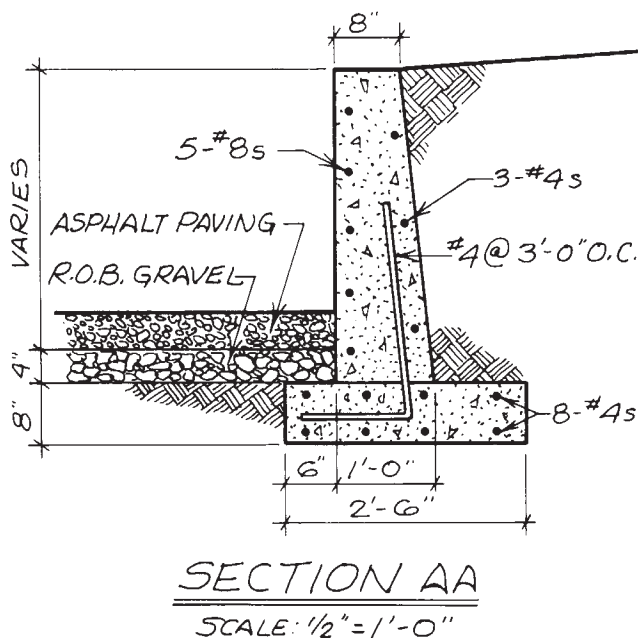 8"
5-#8s
3-#4s
VARIES
ASPHALT PAVING
#4 @ 3'-0" O.C.
R.O.B. GRAVEL
4"
8"
8-#4s
6"
1'-0"
2'-6"
SECTION AA
SCALE: 1/2" = 1'-0"